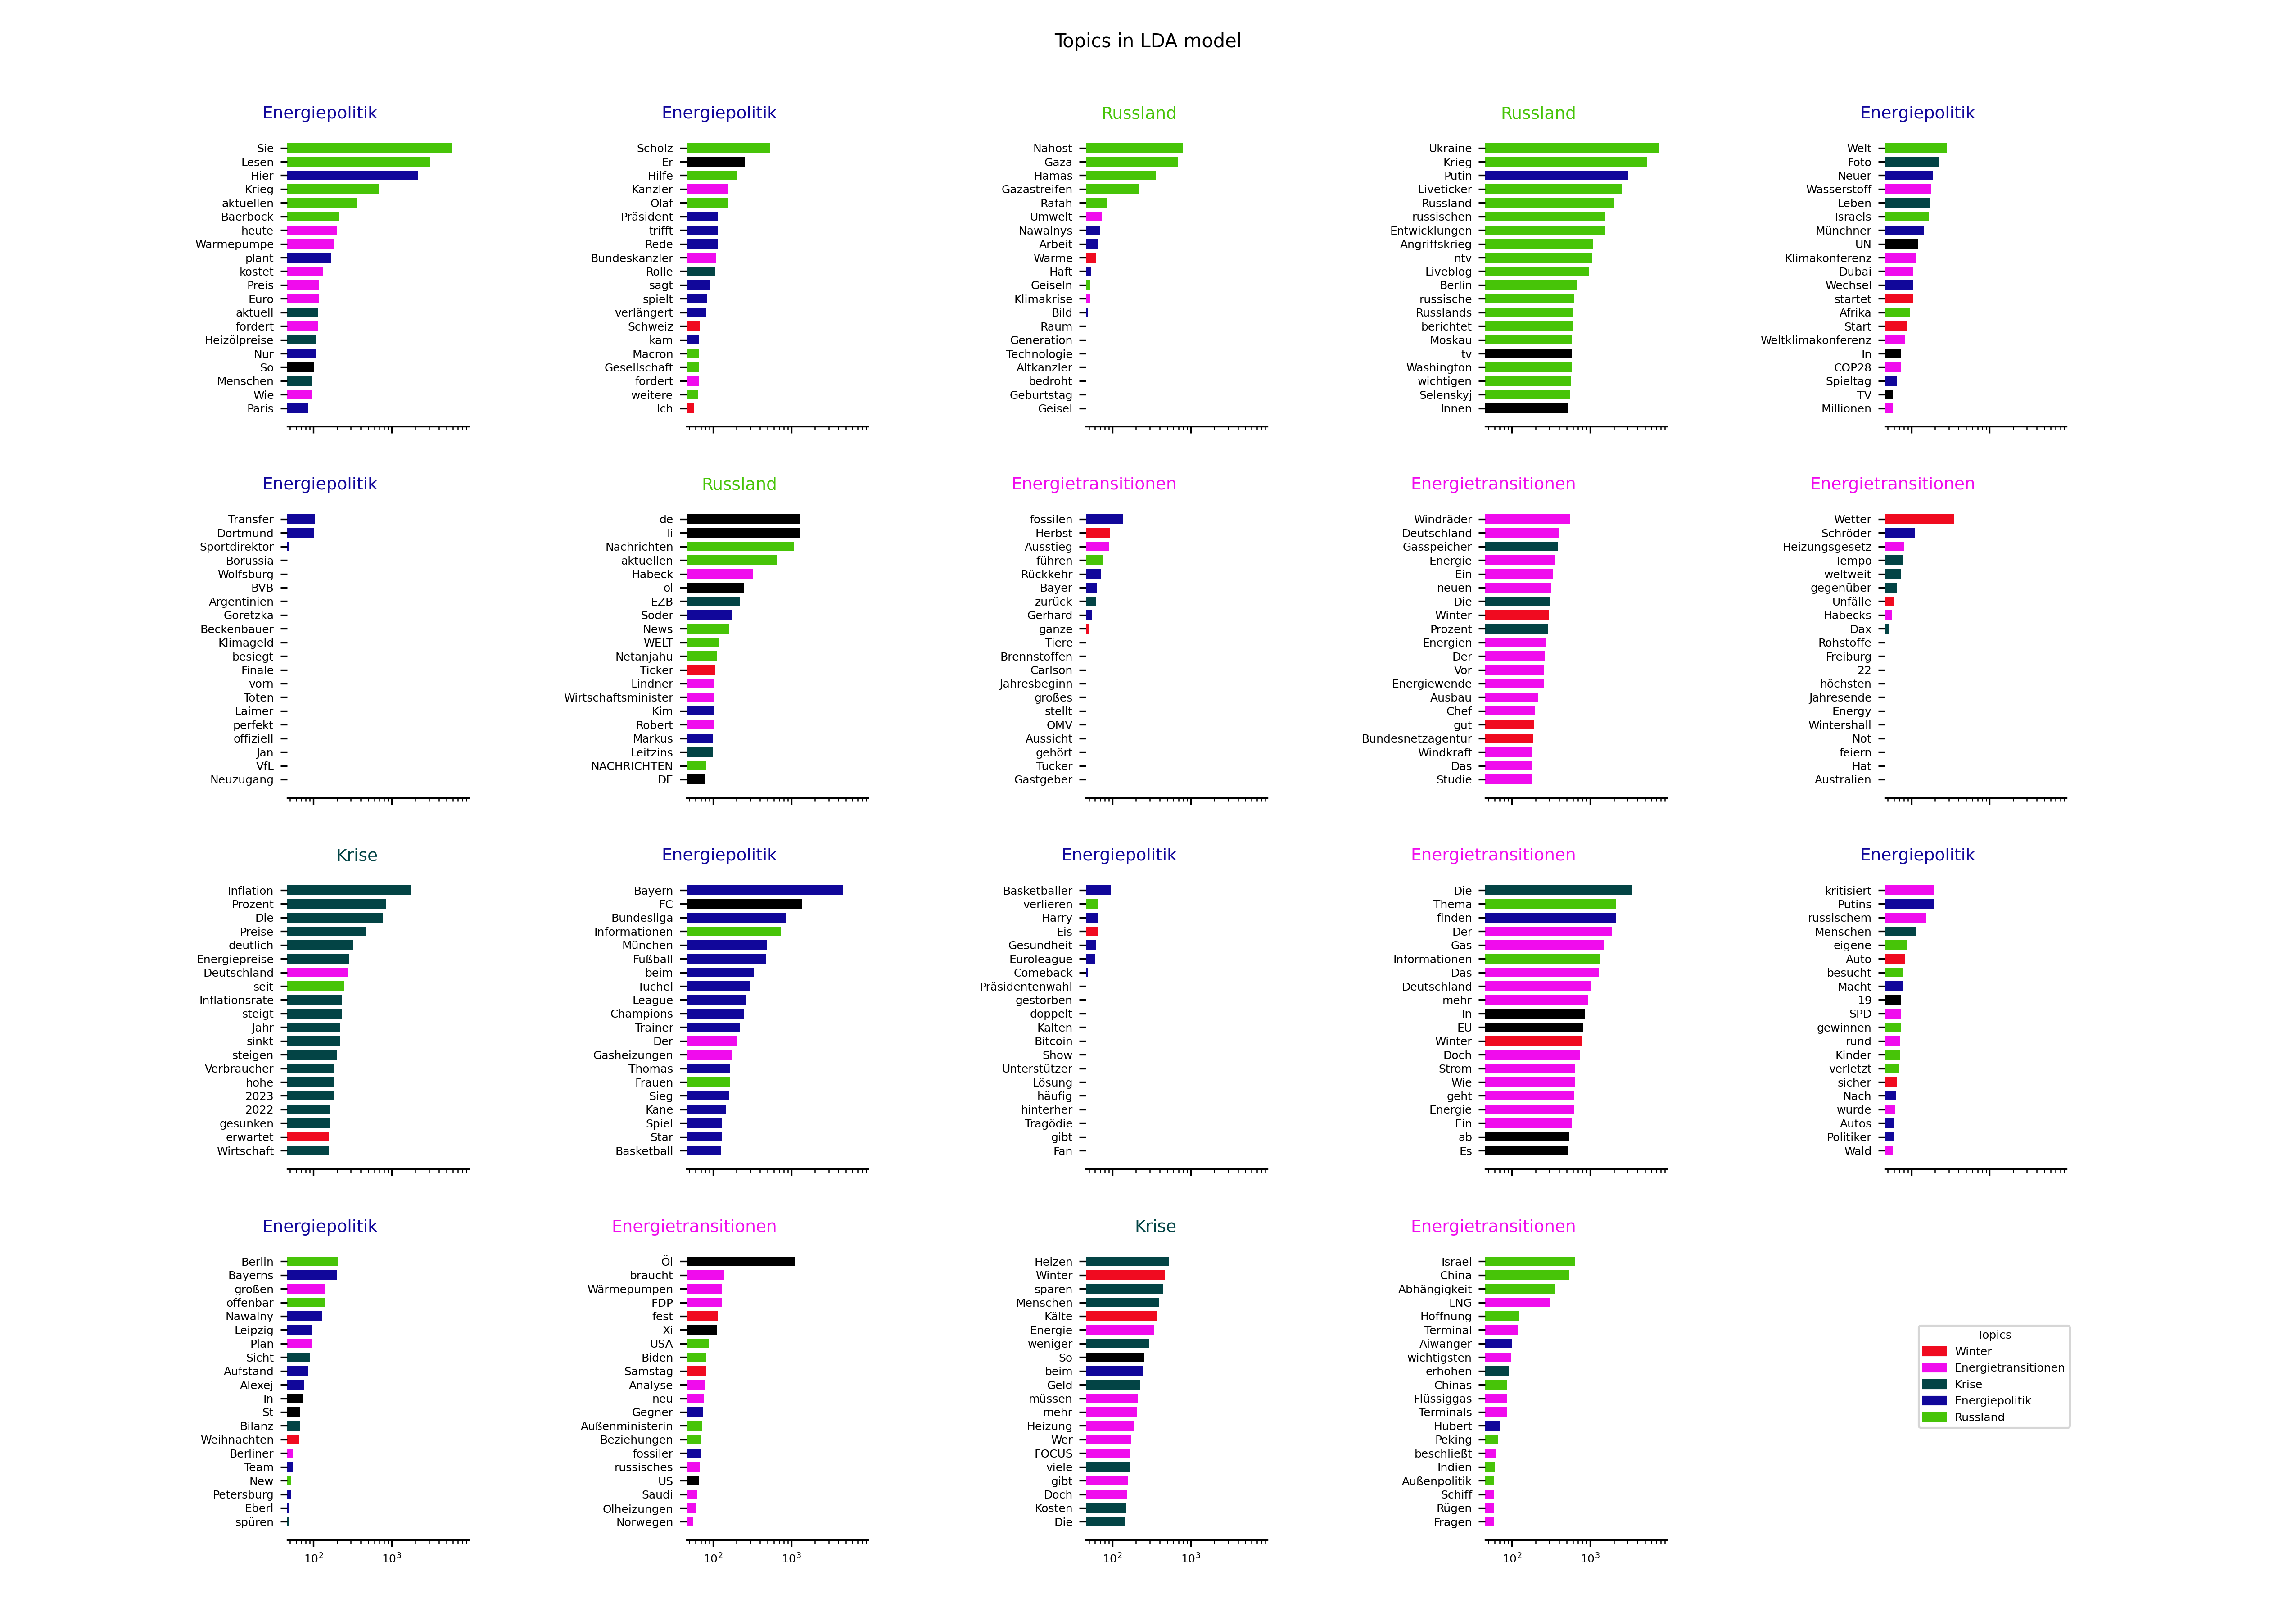 Topics in LDA model
Energiepolitik
Sie
Lesen
Hier
Krieg
aktuellen
Baerbock
heute
Wärmepumpe
plant
kostet
Preis
Euro
aktuell
fordert
Heizölpreise
Nur
So
Menschen
Wie
Paris
Energiepolitik
Scholz
Er
Hilfe
Kanzler
Olaf
Präsident
trifft
Rede
Bundeskanzler
Rolle
sagt
spielt
verlängert
Schweiz
kam
Macron
Gesellschaft
fordert
weitere
Ich
Russland
Nahost
Gaza
Hamas
Gazastreifen
Rafah
Umwelt
Nawalnys
Arbeit
Wärme
Haft
Geiseln
Klimakrise
Bild
Raum
Generation
Technologie
Altkanzler
bedroht
Geburtstag
Geisel
Russland
Ukraine
Krieg
Putin
Liveticker
Russland
russischen
Entwicklungen
Angriffskrieg
ntv
Liveblog
Berlin
russische
Russlands
berichtet
Moskau
tv
Washington
wichtigen
Selenskyj
Innen
Energiepolitik
Welt
Foto
Neuer
Wasserstoff
Leben
Israels
Münchner
UN
Klimakonferenz
Dubai
Wechsel
startet
Afrika
Start
Weltklimakonferenz
In
COP28
Spieltag
TV
Millionen
Energiepolitik
Transfer
Dortmund
Sportdirektor
Borussia
Wolfsburg
BVB
Argentinien
Goretzka
Beckenbauer
Klimageld
besiegt
Finale
vorn
Toten
Laimer
perfekt
offiziell
Jan
VfL
Neuzugang
Russland
de
li
Nachrichten
aktuellen
Habeck
ol
EZB
Söder
News
WELT
Netanjahu
Ticker
Lindner
Wirtschaftsminister
Kim
Robert
Markus
Leitzins
NACHRICHTEN
DE
Energietransitionen
fossilen
Herbst
Ausstieg
führen
Rückkehr
Bayer
zurück
Gerhard
ganze
Tiere
Brennstoffen
Carlson
Jahresbeginn
großes
stellt
OMV
Aussicht
gehört
Tucker
Gastgeber
Energietransitionen
Windräder
Deutschland
Gasspeicher
Energie
Ein
neuen
Die
Winter
Prozent
Energien
Der
Vor
Energiewende
Ausbau
Chef
gut
Bundesnetzagentur
Windkraft
Das
Studie
Energietransitionen
Wetter
Schröder
Heizungsgesetz
Tempo
weltweit
gegenüber
Unfälle
Habecks
Dax
Rohstoffe
Freiburg
22
höchsten
Jahresende
Energy
Wintershall
Not
feiern
Hat
Australien
Krise
Inflation
Prozent
Die
Preise
deutlich
Energiepreise
Deutschland
seit
Inflationsrate
steigt
Jahr
sinkt
steigen
Verbraucher
hohe
2023
2022
gesunken
erwartet
Wirtschaft
Energiepolitik
Bayern
FC
Bundesliga
Informationen
München
Fußball
beim
Tuchel
League
Champions
Trainer
Der
Gasheizungen
Thomas
Frauen
Sieg
Kane
Spiel
Star
Basketball
Energiepolitik
Basketballer
verlieren
Harry
Eis
Gesundheit
Euroleague
Comeback
Präsidentenwahl
gestorben
doppelt
Kalten
Bitcoin
Show
Unterstützer
Lösung
häufig
hinterher
Tragödie
gibt
Fan
Energietransitionen
Die
Thema
finden
Der
Gas
Informationen
Das
Deutschland
mehr
In
EU
Winter
Doch
Strom
Wie
geht
Energie
Ein
ab
Es
Energiepolitik
kritisiert
Putins
russischem
Menschen
eigene
Auto
besucht
Macht
19
SPD
gewinnen
rund
Kinder
verletzt
sicher
Nach
wurde
Autos
Politiker
Wald
Energiepolitik
Berlin
Bayerns
großen
offenbar
Nawalny
Leipzig
Plan
Sicht
Aufstand
Alexej
In
St
Bilanz
Weihnachten
Berliner
Team
New
Petersburg
Eberl
spüren
10² 10³
Energietransitionen
Öl
braucht
Wärmepumpen
FDP
fest
Xi
USA
Biden
Samstag
Analyse
neu
Gegner
Außenministerin
Beziehungen
fossiler
russisches
US
Saudi
Ölheizungen
Norwegen
10² 10³
Krise
Heizen
Winter
sparen
Menschen
Kälte
Energie
weniger
So
beim
Geld
müssen
mehr
Heizung
Wer
FOCUS
viele
gibt
Doch
Kosten
Die
10² 10³
Energietransitionen
Israel
China
Abhängigkeit
LNG
Hoffnung
Terminal
Aiwanger
wichtigsten
erhöhen
Chinas
Flüssiggas
Terminals
Hubert
Peking
beschließt
Indien
Außenpolitik
Schiff
Rügen
Fragen
10² 10³
Topics
Winter
Energietransitionen
Krise
Energiepolitik
Russland